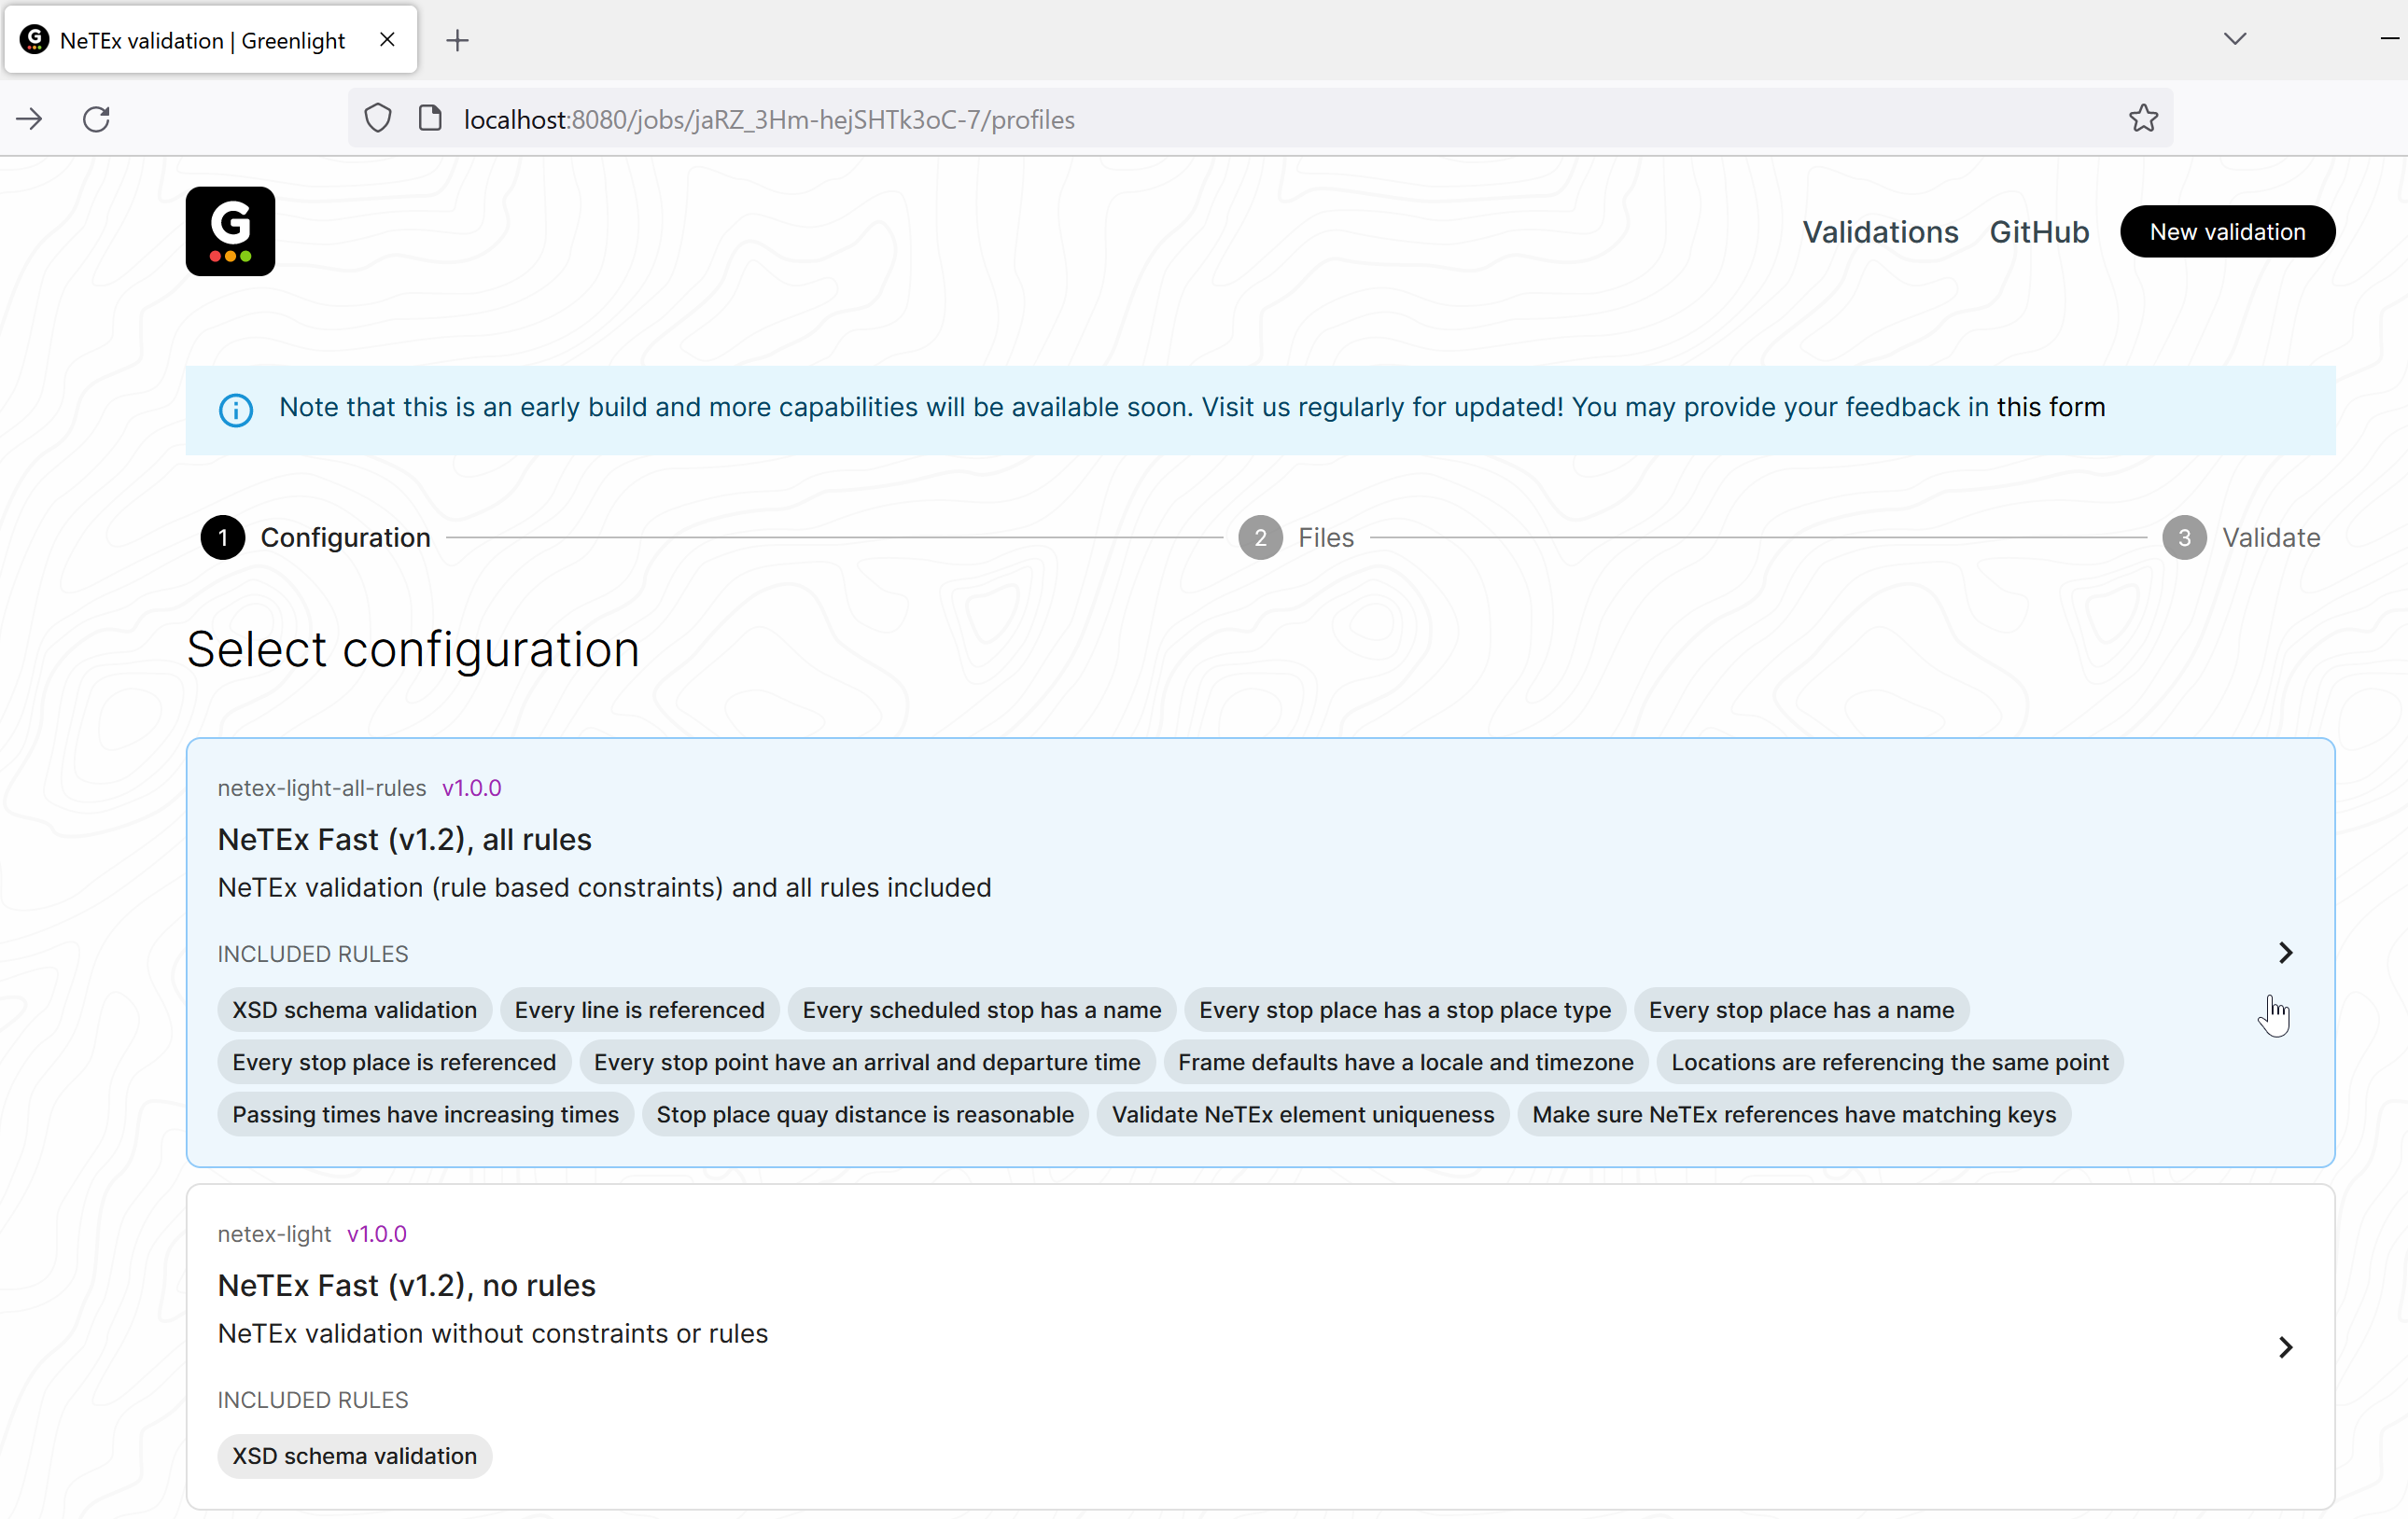 G NeTEx validation | Greenlight
localhost:8080/jobs/jaRZ_3Hm-hejSHTk3oC-7/profiles
G Validations GitHub New validation
Note that this is an early build and more capabilities will be available soon. Visit us regularly for updated! You may provide your feedback in this form
1 Configuration 2 Files 3 Validate
Select configuration
netex-light-all-rules v1.0.0
NeTEx Fast (v1.2), all rules
NeTEx validation (rule based constraints) and all rules included
INCLUDED RULES
XSD schema validation Every line is referenced Every scheduled stop has a name Every stop place has a stop place type Every stop place has a name
Every stop place is referenced Every stop point have an arrival and departure time Frame defaults have a locale and timezone Locations are referencing the same point
Passing times have increasing times Stop place quay distance is reasonable Validate NeTEx element uniqueness Make sure NeTEx references have matching keys
netex-light v1.0.0
NeTEx Fast (v1.2), no rules
NeTEx validation without constraints or rules
INCLUDED RULES
XSD schema validation